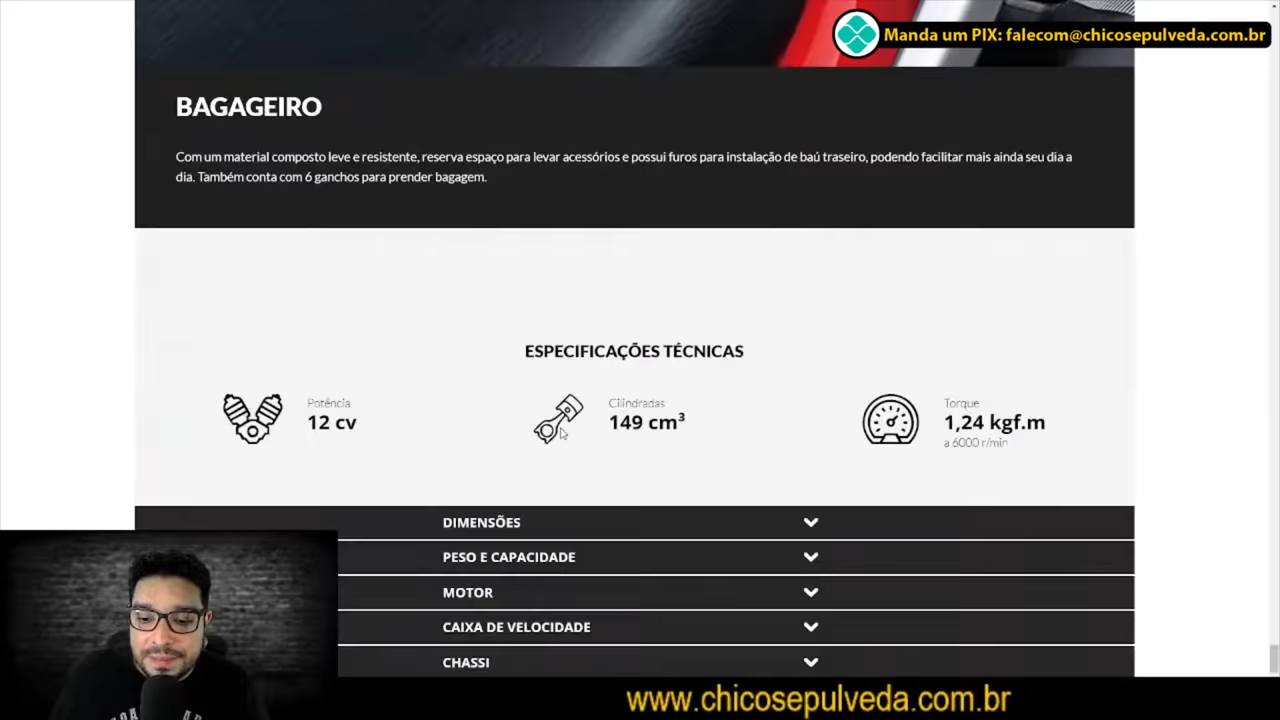 Manda um PIX: falecom@chicosepulveda.com.br
BAGAGEIRO
Com um material composto leve e resistente, reserva espaço para levar acessórios e possui furos para instalação de baú traseiro, podendo facilitar mais ainda seu dia a
dia. Também conta com 6 ganchos para prender bagagem.
ESPECIFICAÇÕES TÉCNICAS
Potência
12 cv
Cilindradas
149 cm³
Torque
1,24 kgf.m
a 6000 r/min
DIMENSÕES
PESO E CAPACIDADE
MOTOR
CAIXA DE VELOCIDADE
CHASSI
www.chicosepulveda.com.br